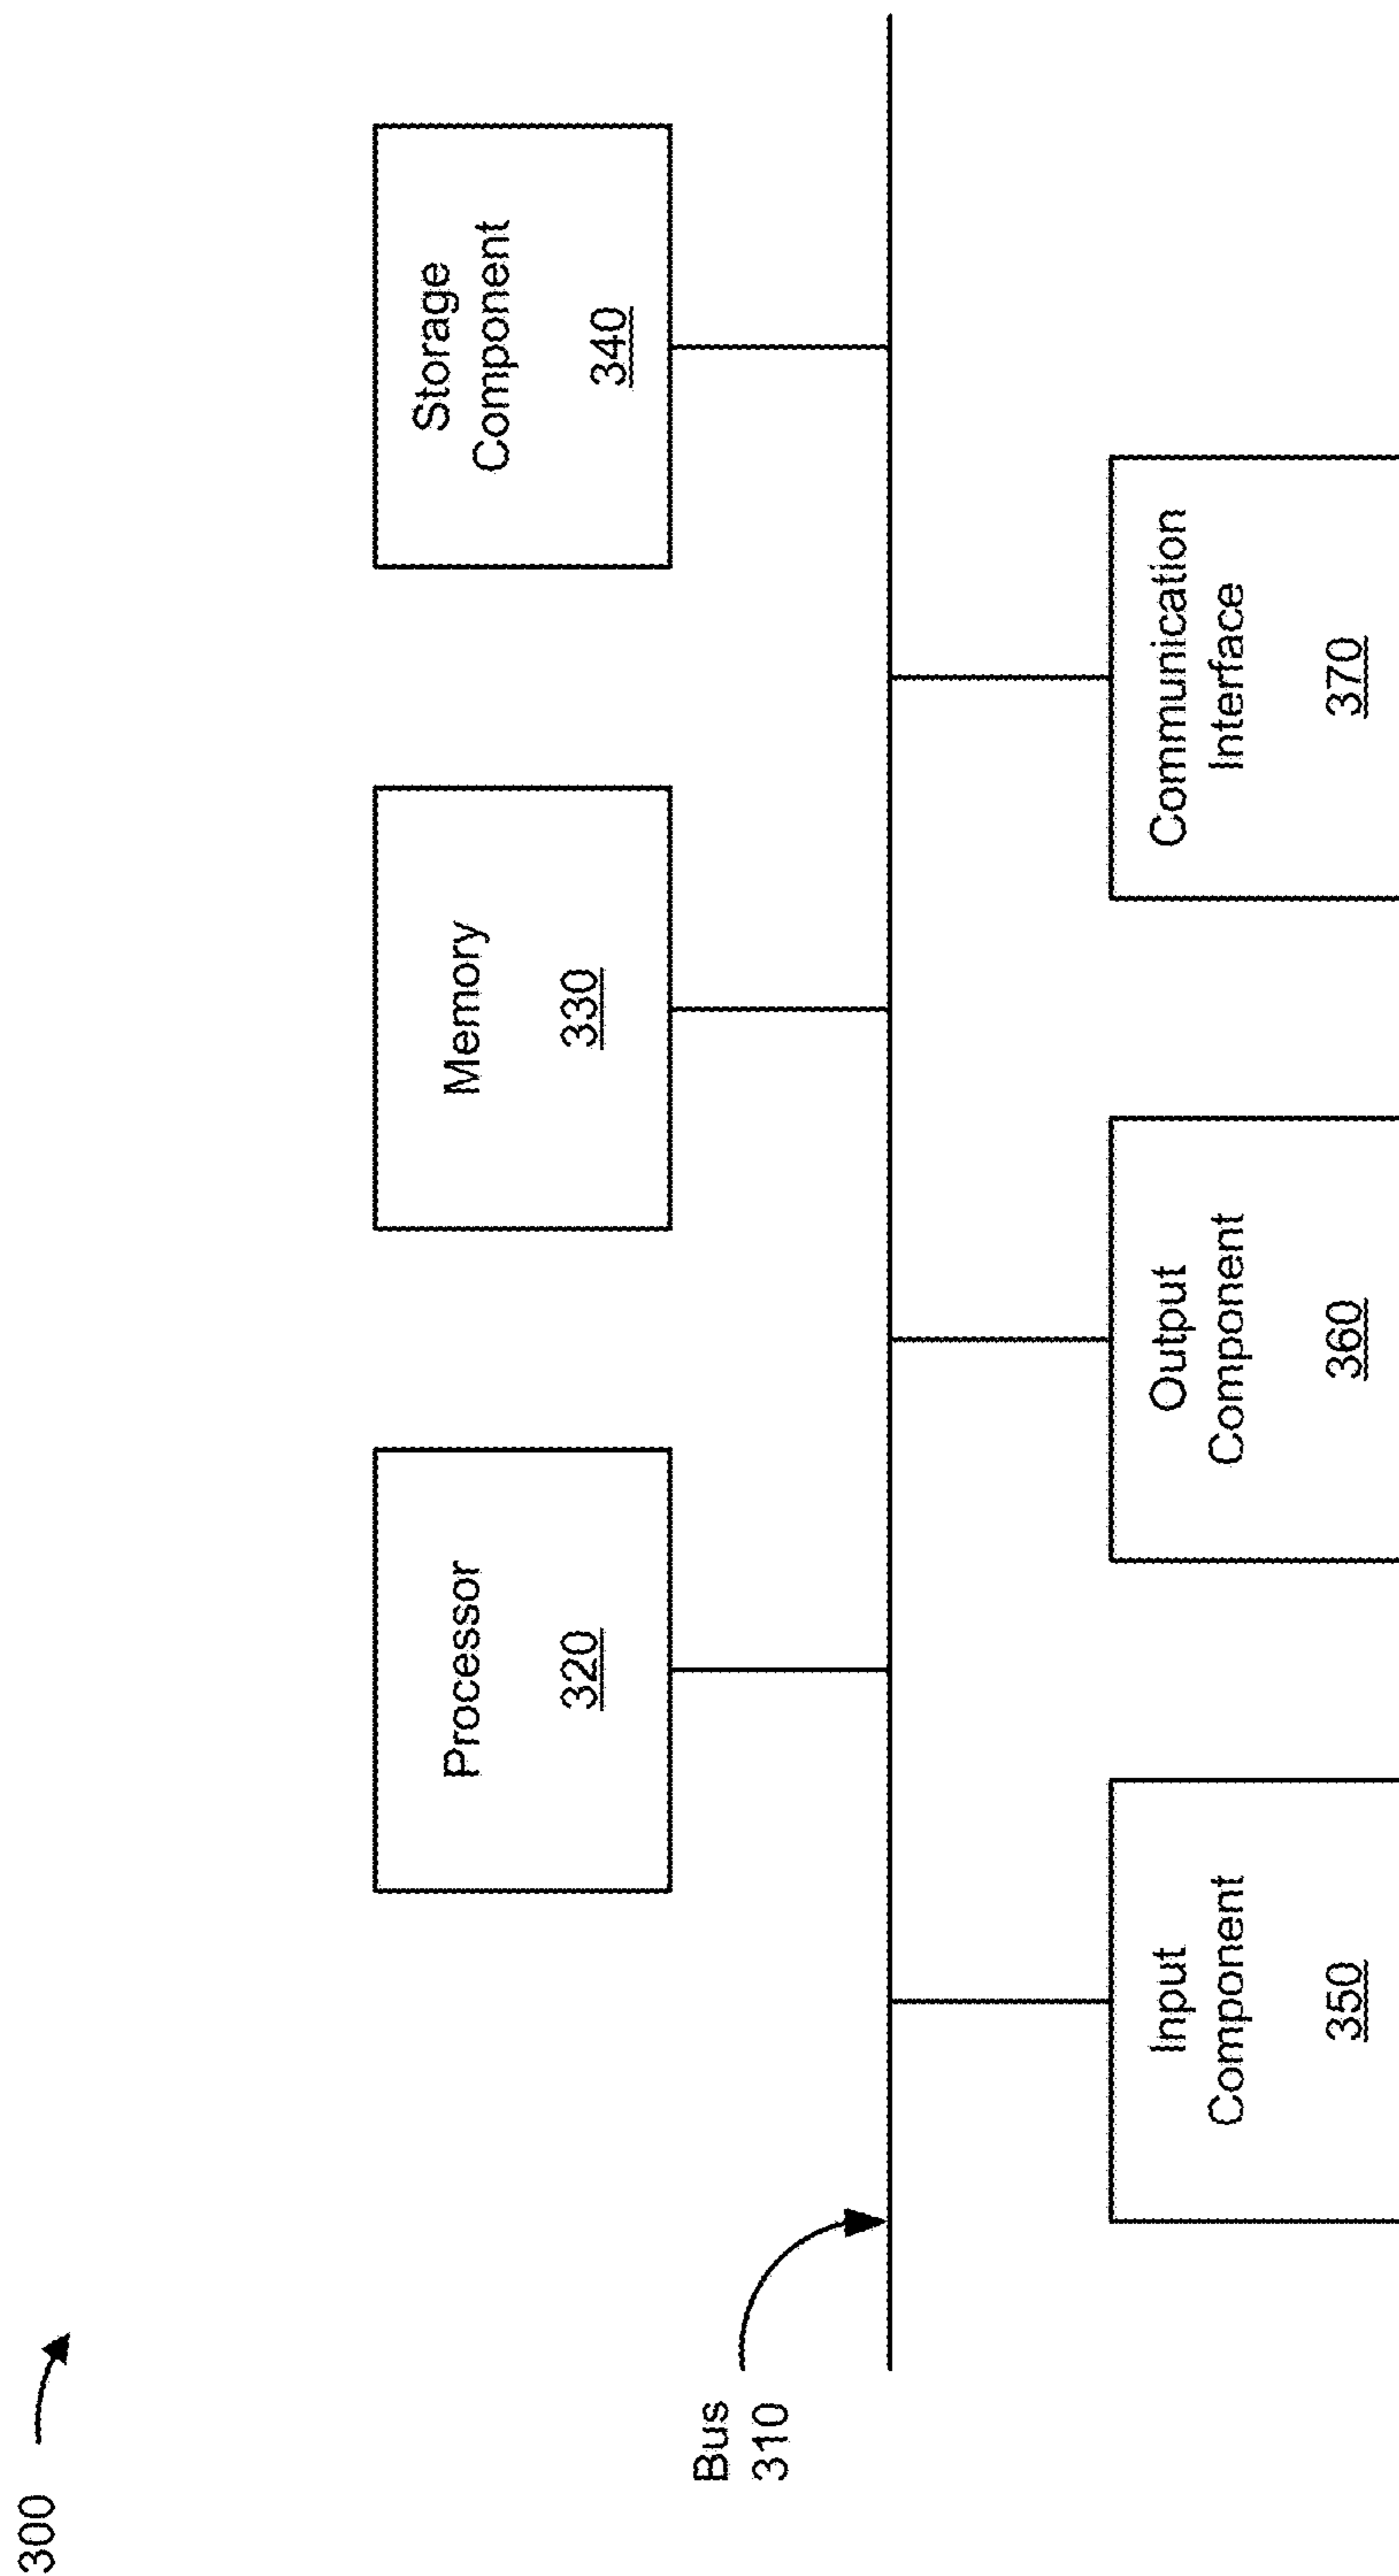 300
Processor
320
Memory
330
Storage
Component
340
Bus
310
Input
Component
350
Output
Component
360
Communication
Interface
370